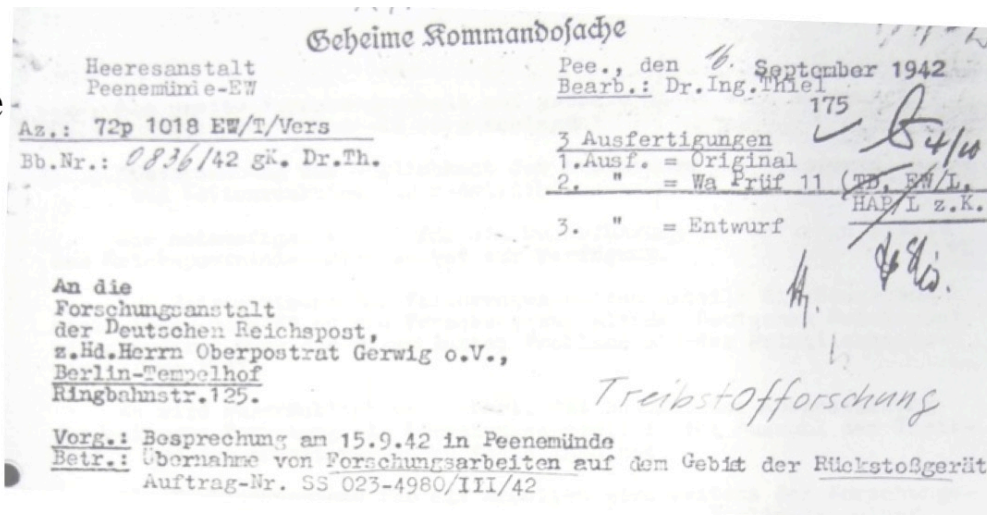 Geheime Kommandosache
Heeresanstalt
Peenemünde-EW
Az.: 72p 1018 EW/T/Vers
Bb.Nr.: 0836/42 gK. Dr.Th.
Pee., den September 1942
Bearb.: Dr.Ing.Thiel
175
3 Ausfertigungen
1.Ausf. = Original
2. " = Wa Prüf 11 (TD, EW/L,
HAP/L z.K.
3. " = Entwurf
An die
Forschungsanstalt
der Deutschen Reichspost,
z.Hd.Herrn Oberpostrat Gerwig o.V.,
Berlin-Tempelhof
Ringbahnstr.125.
Treibstofforschung
Vorg.: Besprechung am 15.9.42 in Peenemünde
Betr.: Übernahme von Forschungsarbeiten auf dem Gebiet der Rückstoßgerät
Auftrag-Nr. SS 023-4980/III/42